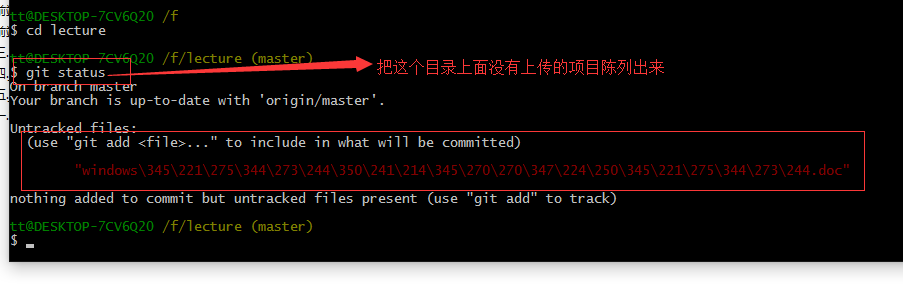 tt@DESKTOP-7CV6Q2O /f
$ cd lecture
tt@DESKTOP-7CV6Q2O /f/lecture (master)
$ git status
把这个目录上面没有上传的项目陈列出来
On branch master
Your branch is up-to-date with 'origin/master'.
Untracked files:
(use "git add <file>..." to include in what will be committed)
"windows\345\221\275\344\273\244\350\241\214\345\270\270\347\224\250\345\221\275\344\273\244.doc"
nothing added to commit but untracked files present (use "git add" to track)
tt@DESKTOP-7CV6Q2O /f/lecture (master)
$